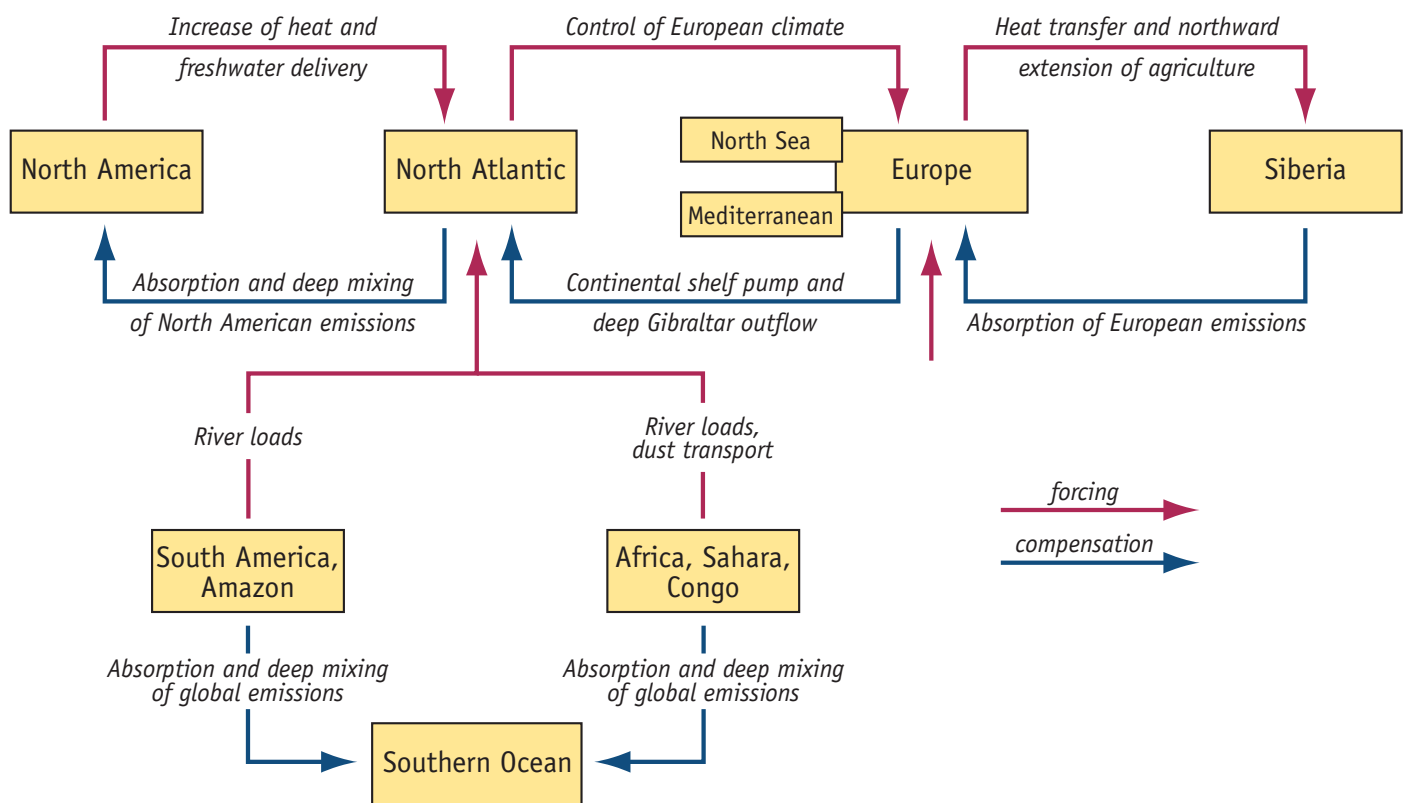 Increase of heat and
freshwater delivery
Control of European climate
Heat transfer and northward
extension of agriculture
North America
North Atlantic
North Sea
Mediterranean
Europe
Siberia
Absorption and deep mixing
of North American emissions
Continental shelf pump and
deep Gibraltar outflow
Absorption of European emissions
River loads
River loads,
dust transport
forcing
compensation
South America,
Amazon
Africa, Sahara,
Congo
Absorption and deep mixing
of global emissions
Absorption and deep mixing
of global emissions
Southern Ocean